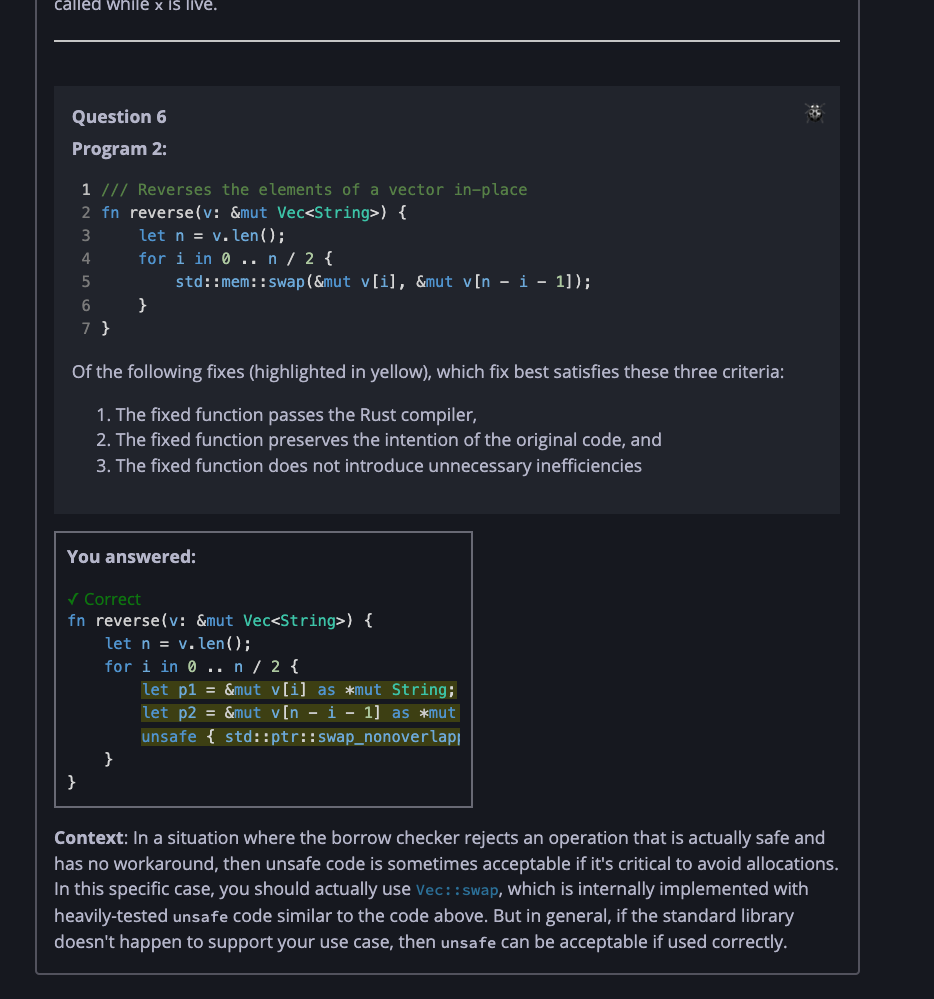 called while x is live.
Question 6
Program 2:
1 /// Reverses the elements of a vector in-place
2 fn reverse(v: &mut Vec<String>) {
3     let n = v.len();
4     for i in 0 .. n / 2 {
5         std::mem::swap(&mut v[i], &mut v[n - i - 1]);
6     }
7 }
Of the following fixes (highlighted in yellow), which fix best satisfies these three criteria:
1. The fixed function passes the Rust compiler,
2. The fixed function preserves the intention of the original code, and
3. The fixed function does not introduce unnecessary inefficiencies
You answered:
✓ Correct
fn reverse(v: &mut Vec<String>) {
    let n = v.len();
    for i in 0 .. n / 2 {
        let p1 = &mut v[i] as *mut String;
        let p2 = &mut v[n - i - 1] as *mut
        unsafe { std::ptr::swap_nonoverlap
    }
}
Context: In a situation where the borrow checker rejects an operation that is actually safe and
has no workaround, then unsafe code is sometimes acceptable if it's critical to avoid allocations.
In this specific case, you should actually use Vec::swap, which is internally implemented with
heavily-tested unsafe code similar to the code above. But in general, if the standard library
doesn't happen to support your use case, then unsafe can be acceptable if used correctly.